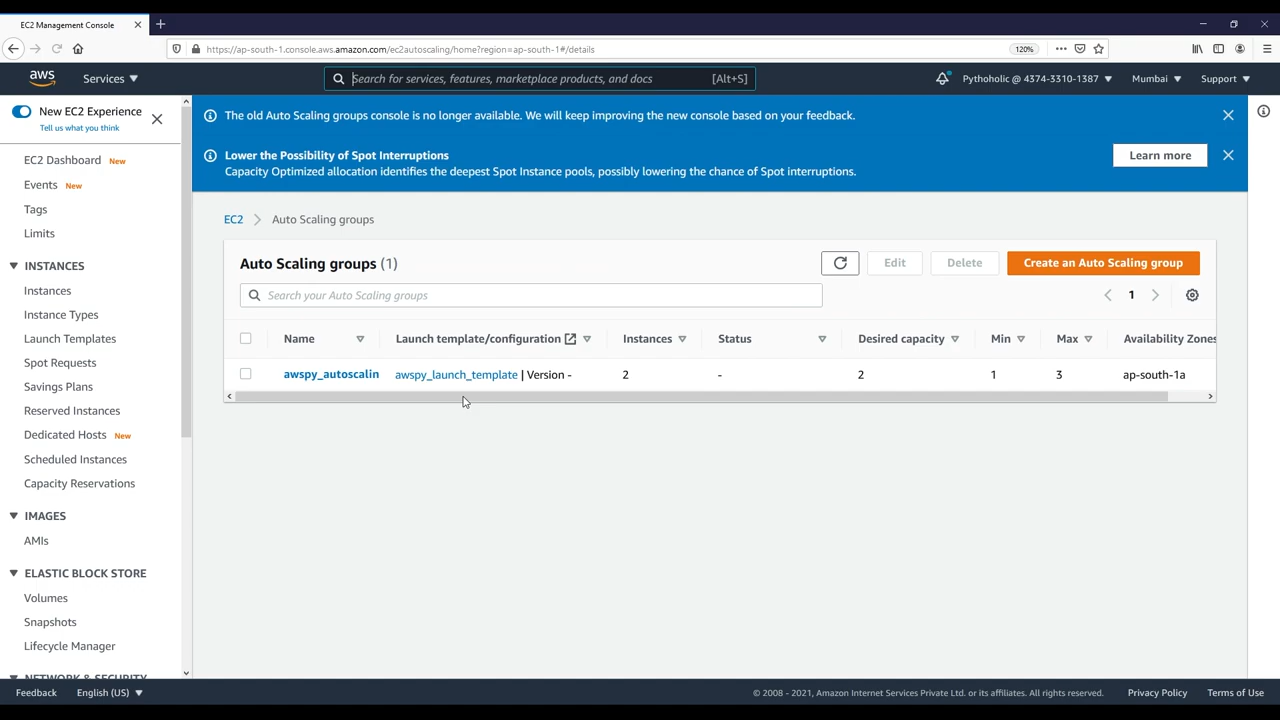 EC2 Management Console
https://ap-south-1.console.aws.amazon.com/ec2autoscaling/home?region=ap-south-1#/details
120%
aws
Services
Search for services, features, marketplace products, and docs
[Alt+S]
Pythoholic @ 4374-3310-1387
Mumbai
Support
New EC2 Experience
Tell us what you think
EC2 Dashboard New
Events New
Tags
Limits
INSTANCES
Instances
Instance Types
Launch Templates
Spot Requests
Savings Plans
Reserved Instances
Dedicated Hosts New
Scheduled Instances
Capacity Reservations
IMAGES
AMIs
ELASTIC BLOCK STORE
Volumes
Snapshots
Lifecycle Manager
NETWORK & SECURITY
The old Auto Scaling groups console is no longer available. We will keep improving the new console based on your feedback.
Lower the Possibility of Spot Interruptions
Capacity Optimized allocation identifies the deepest Spot Instance pools, possibly lowering the chance of Spot interruptions.
Learn more
EC2 > Auto Scaling groups
Auto Scaling groups (1)
Edit
Delete
Create an Auto Scaling group
Search your Auto Scaling groups
1
Name Launch template/configuration Instances Status Desired capacity Min Max Availability Zones
awspy_autoscalin awspy_launch_template | Version - 2 - 2 1 3 ap-south-1a
Feedback
English (US)
© 2008 - 2021, Amazon Internet Services Private Ltd. or its affiliates. All rights reserved.
Privacy Policy
Terms of Use